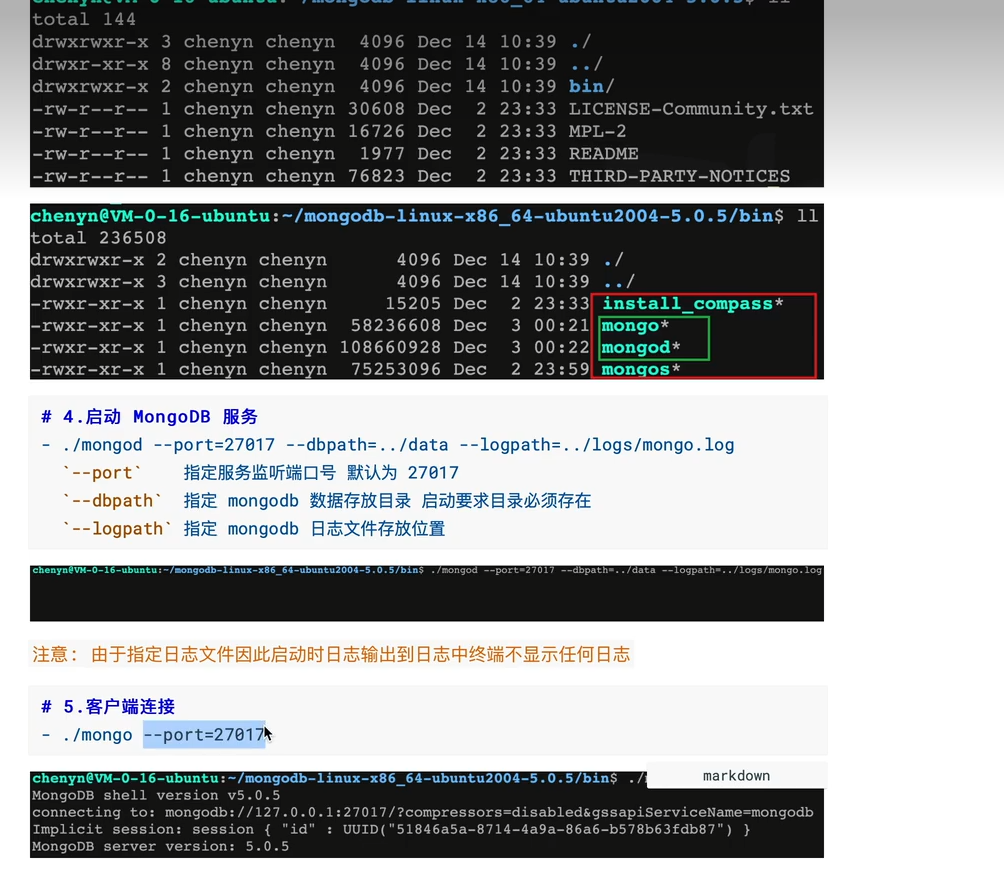 total 144
drwxrwxr-x 3 chenyn chenyn  4096 Dec 14 10:39 ./
drwxr-xr-x 8 chenyn chenyn  4096 Dec 14 10:39 ../
drwxrwxr-x 2 chenyn chenyn  4096 Dec 14 10:39 bin/
-rw-r--r-- 1 chenyn chenyn 30608 Dec  2 23:33 LICENSE-Community.txt
-rw-r--r-- 1 chenyn chenyn 16726 Dec  2 23:33 MPL-2
-rw-r--r-- 1 chenyn chenyn  1977 Dec  2 23:33 README
-rw-r--r-- 1 chenyn chenyn 76823 Dec  2 23:33 THIRD-PARTY-NOTICES
chenyn@VM-0-16-ubuntu:~/mongodb-linux-x86_64-ubuntu2004-5.0.5/bin$ ll
total 236508
drwxrwxr-x 2 chenyn chenyn      4096 Dec 14 10:39 ./
drwxrwxr-x 3 chenyn chenyn      4096 Dec 14 10:39 ../
-rwxr-xr-x 1 chenyn chenyn     15205 Dec  2 23:33 install_compass*
-rwxr-xr-x 1 chenyn chenyn  58236608 Dec  3 00:21 mongo*
-rwxr-xr-x 1 chenyn chenyn 108660928 Dec  3 00:22 mongod*
-rwxr-xr-x 1 chenyn chenyn  75253096 Dec  2 23:59 mongos*
# 4.启动 MongoDB 服务
- ./mongod --port=27017 --dbpath=../data --logpath=../logs/mongo.log
`--port`    指定服务监听端口号 默认为 27017
`--dbpath`  指定 mongodb 数据存放目录 启动要求目录必须存在
`--logpath` 指定 mongodb 日志文件存放位置
chenyn@VM-0-16-ubuntu:~/mongodb-linux-x86_64-ubuntu2004-5.0.5/bin$ ./mongod --port=27017 --dbpath=../data --logpath=../logs/mongo.log
注意: 由于指定日志文件因此启动时日志输出到日志中终端不显示任何日志
# 5.客户端连接
- ./mongo --port=27017
chenyn@VM-0-16-ubuntu:~/mongodb-linux-x86_64-ubuntu2004-5.0.5/bin$ ./
markdown
MongoDB shell version v5.0.5
connecting to: mongodb://127.0.0.1:27017/?compressors=disabled&gssapiServiceName=mongodb
Implicit session: session { "id" : UUID("51846a5a-8714-4a9a-86a6-b578b63fdb87") }
MongoDB server version: 5.0.5